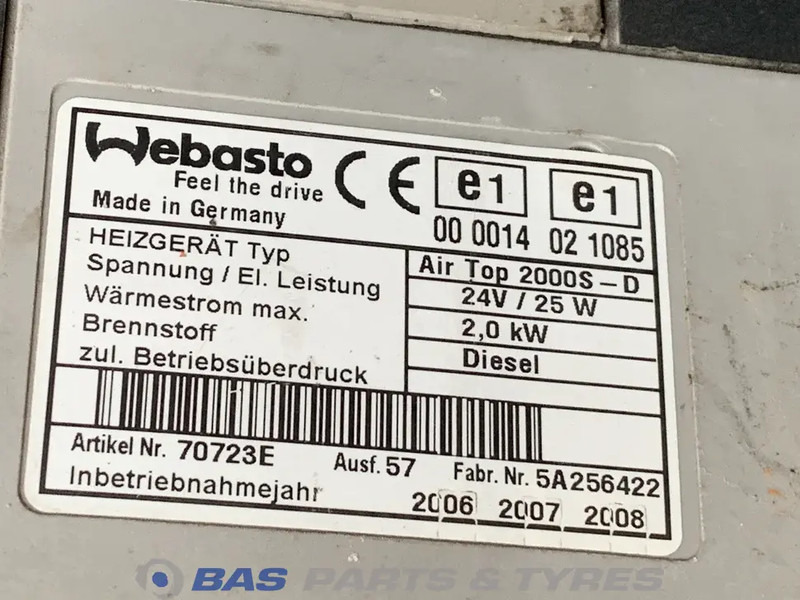 Webasto
Feel the drive
Made in Germany
CE
e1 e1
00 0014 02 1085
HEIZGERÄT Typ Air Top 2000S – D
Spannung / El. Leistung 24V / 25 W
Wärmestrom max. 2,0 kW
Brennstoff Diesel
zul. Betriebsüberdruck
Artikel Nr. 70723E Ausf. 57 Fabr. Nr. 5A256422
Inbetriebnahmejahr 2006 2007 2008
BAS PARTS & TYRES